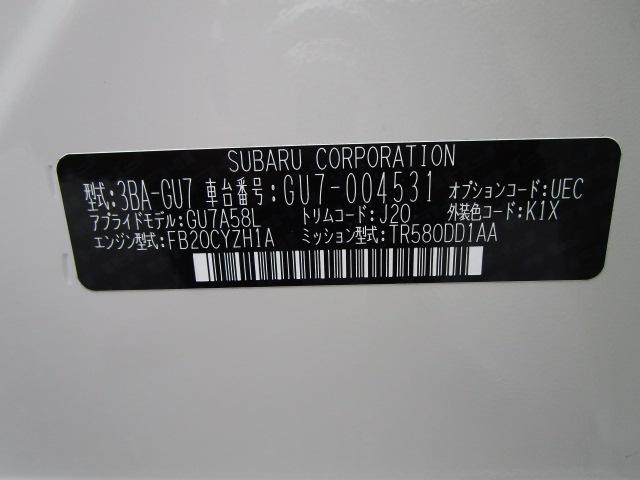 SUBARU CORPORATION
型式:3BA-GU7 車台番号:GU7-004531 オプションコード:UEC
アプライドモデル:GU7A58L トリムコード:J20 外装色コード:K1X
エンジン型式:FB20CYZH1A ミッション型式:TR580DD1AA